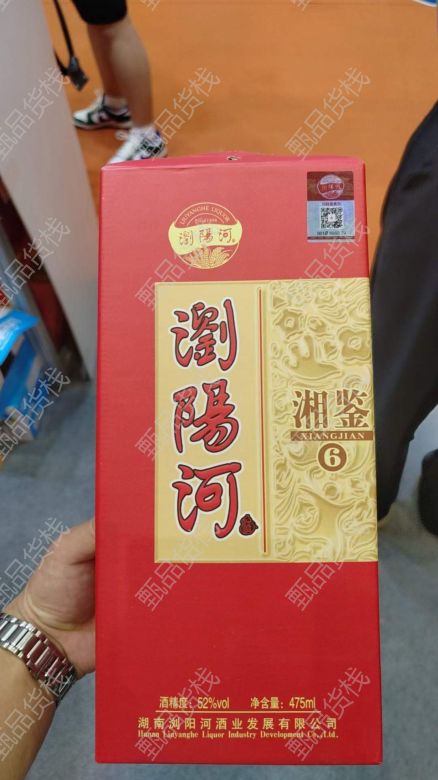 LIUYANGHE LIQUOR
瀏陽河
瀏陽河
湘鉴
XIANGJIAN
6
酒精度：52%vol 净含量：475ml
湖南浏阳河酒业发展有限公司
Hunan Liuyanghe Liquor Industry Development Co.,Ltd.
甄品货栈